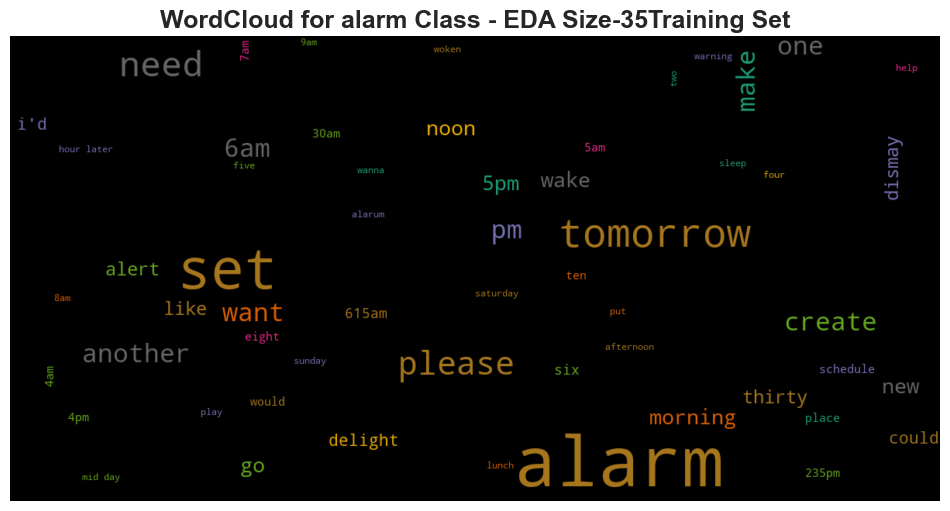 WordCloud for alarm Class - EDA Size-35Training Set
need
7am
9am
woken
two
warning
make
one
help
i'd
hour later
6am
five
30am
wanna
noon
5am
5pm
wake
sleep
four
dismay
alarum
pm
tomorrow
alert
set
ten
8am
like
want
615am
saturday
put
create
eight
another
4am
sunday
please
six
afternoon
schedule
new
would
thirty
4pm
play
delight
morning
place
could
mid day
go
lunch
alarm
235pm